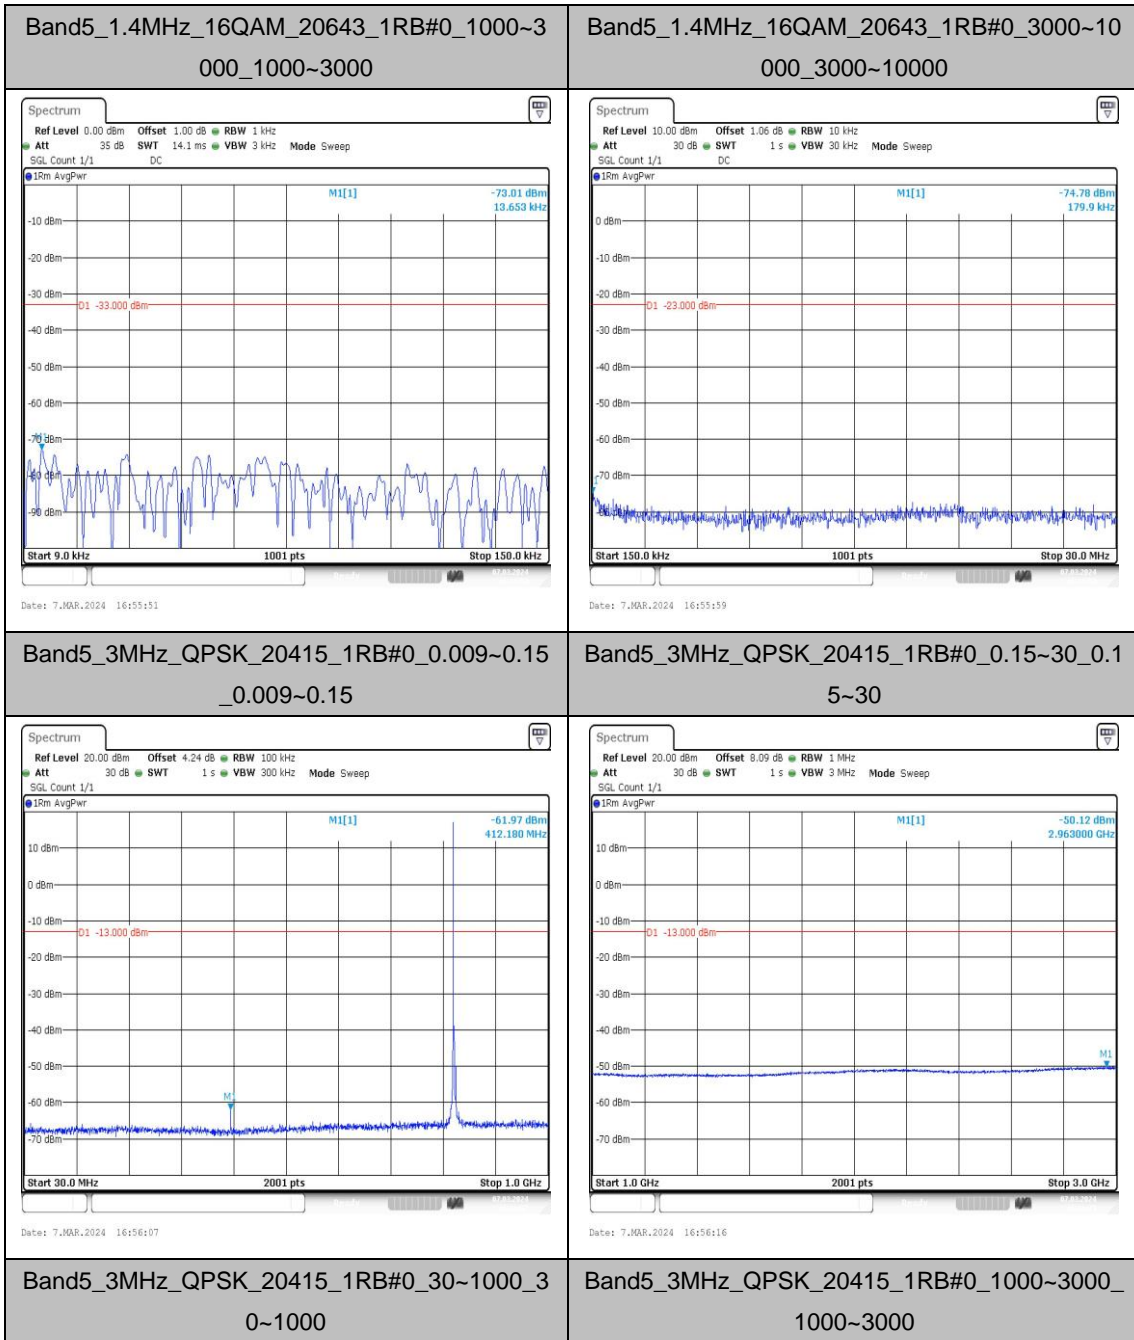 Band5_1.4MHz_16QAM_20643_1RB#0_1000~3
000_1000~3000
Band5_1.4MHz_16QAM_20643_1RB#0_3000~10
000_3000~10000
Spectrum
Ref Level 0.00 dBm Offset 1.00 dB RBW 1 kHz
Att 35 dB SWT 14.1 ms VBW 3 kHz Mode Sweep
SGL Count 1/1 DC
1Rm AvgPwr
M1[1] -73.01 dBm
13.653 kHz
-10 dBm
-20 dBm
-30 dBm
D1 -33.000 dBm
-40 dBm
-50 dBm
-60 dBm
-70 dBm
M1
-80 dBm
-90 dBm
Start 9.0 kHz 1001 pts Stop 150.0 kHz
Date: 7.MAR.2024 16:55:51
Spectrum
Ref Level 10.00 dBm Offset 1.06 dB RBW 10 kHz
Att 30 dB SWT 1 s VBW 30 kHz Mode Sweep
SGL Count 1/1 DC
1Rm AvgPwr
M1[1] -74.78 dBm
179.9 kHz
0 dBm
-10 dBm
-20 dBm
D1 -23.000 dBm
-30 dBm
-40 dBm
-50 dBm
-60 dBm
-70 dBm
-80 dBm
Start 150.0 kHz 1001 pts Stop 30.0 MHz
Date: 7.MAR.2024 16:55:59
Band5_3MHz_QPSK_20415_1RB#0_0.009~0.15
_0.009~0.15
Band5_3MHz_QPSK_20415_1RB#0_0.15~30_0.1
5~30
Spectrum
Ref Level 20.00 dBm Offset 4.24 dB RBW 100 kHz
Att 30 dB SWT 1 s VBW 300 kHz Mode Sweep
SGL Count 1/1
1Rm AvgPwr
M1[1] -61.97 dBm
412.180 MHz
10 dBm
0 dBm
-10 dBm
D1 -13.000 dBm
-20 dBm
-30 dBm
-40 dBm
-50 dBm
M1
-60 dBm
-70 dBm
Start 30.0 MHz 2001 pts Stop 1.0 GHz
Date: 7.MAR.2024 16:56:07
Spectrum
Ref Level 20.00 dBm Offset 8.09 dB RBW 1 MHz
Att 30 dB SWT 1 s VBW 3 MHz Mode Sweep
SGL Count 1/1
1Rm AvgPwr
M1[1] -50.12 dBm
2.963000 GHz
10 dBm
0 dBm
-10 dBm
D1 -13.000 dBm
-20 dBm
-30 dBm
-40 dBm
M1
-50 dBm
-60 dBm
-70 dBm
Start 1.0 GHz 2001 pts Stop 3.0 GHz
Date: 7.MAR.2024 16:56:16
Band5_3MHz_QPSK_20415_1RB#0_30~1000_3
0~1000
Band5_3MHz_QPSK_20415_1RB#0_1000~3000_
1000~3000